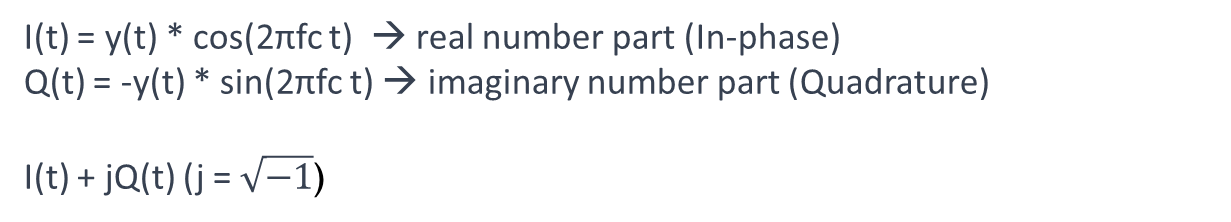 I(t) = y(t) * cos(2πfc t) → real number part (In-phase)
Q(t) = -y(t) * sin(2πfc t) → imaginary number part (Quadrature)
I(t) + jQ(t) (j = √−1)